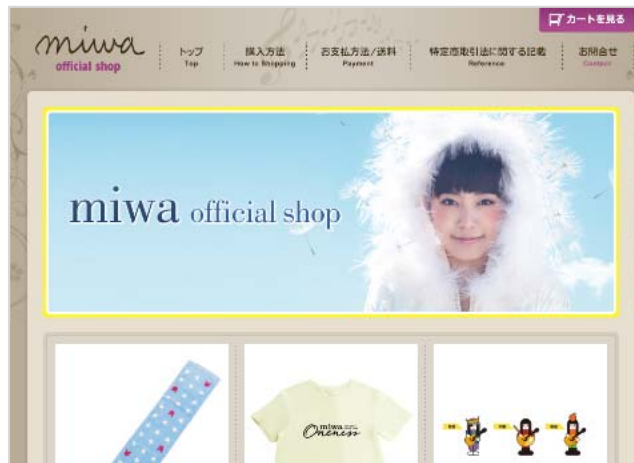 カートを見る
miwa
official shop
トップ
Top
購入方法
How to Shopping
お支払方法/送料
Payment
特定商取引法に関する記載
Reference
お問合せ
Contact
miwa official shop
miwa
Oneness